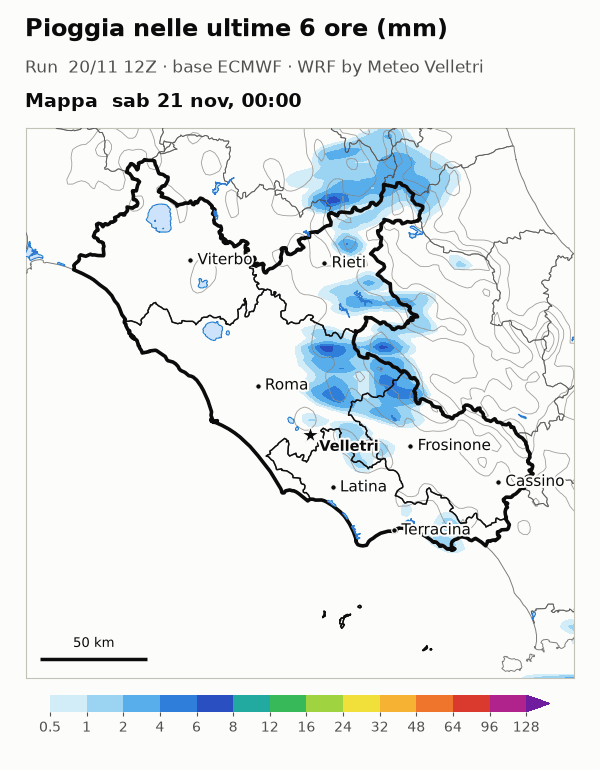 Pioggia nelle ultime 6 ore (mm)
Run  20/11 12Z · base ECMWF · WRF by Meteo Velletri
Mappa  sab 21 nov, 00:00
Viterbo
Rieti
Roma
Velletri
Frosinone
Latina
Cassino
Terracina
50 km
0.5 1 2 4 6 8 12 16 24 32 48 64 96 128